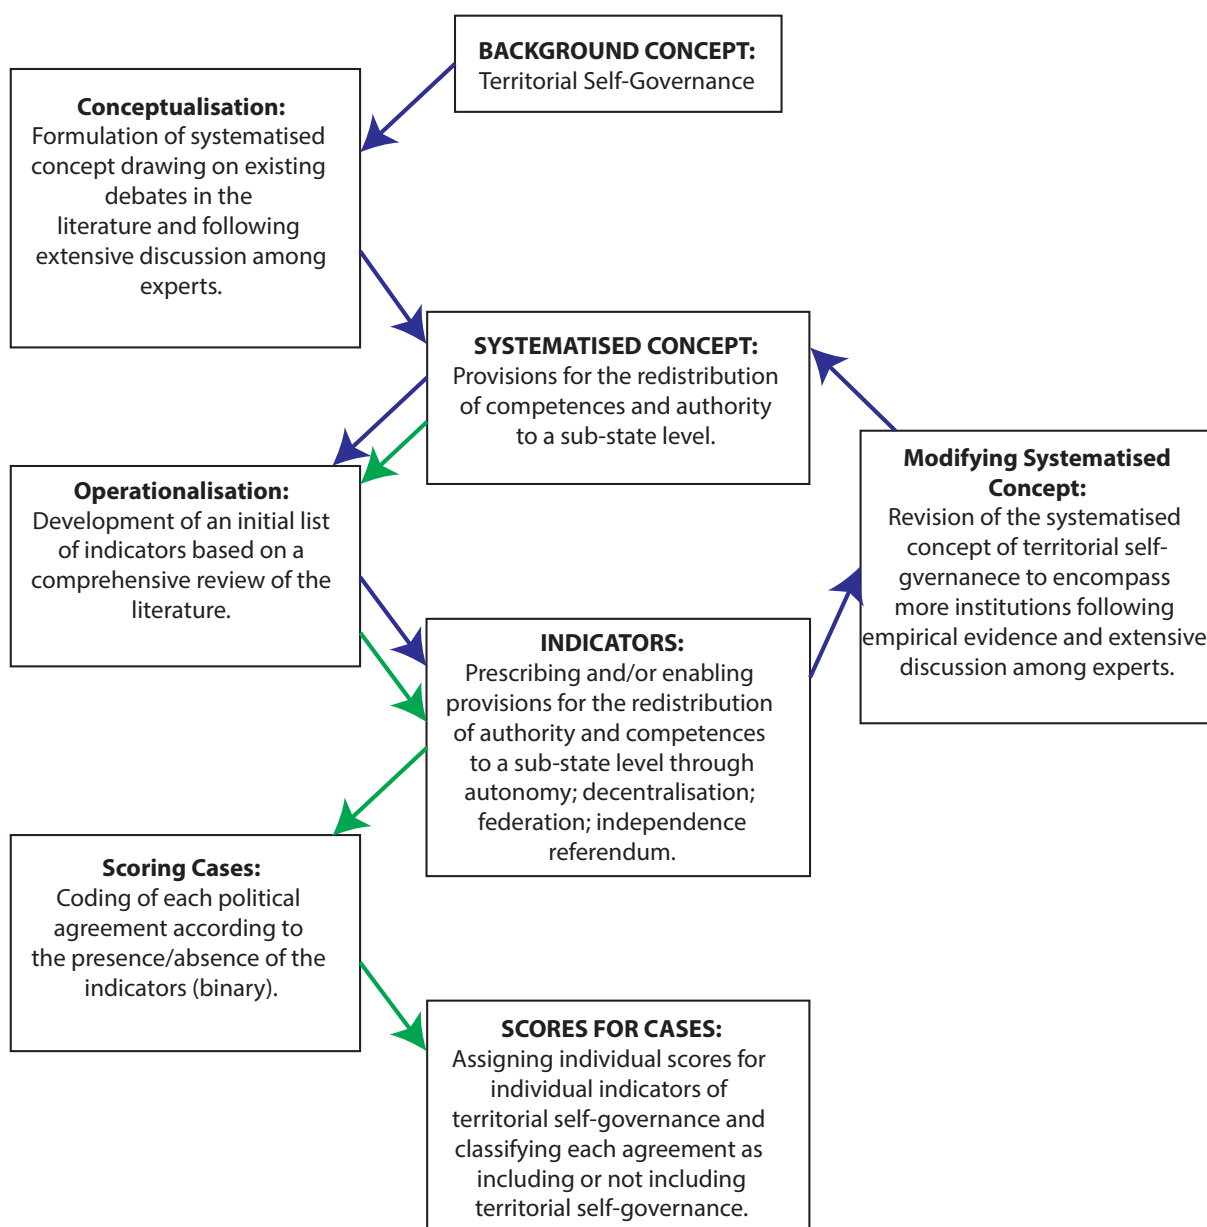 BACKGROUND CONCEPT:
Territorial Self-Governance
Conceptualisation:
Formulation of systematised
concept drawing on existing
debates in the
literature and following
extensive discussion among
experts.
SYSTEMATISED CONCEPT:
Provisions for the redistribution
of competences and authority
to a sub-state level.
Modifying Systematised
Concept:
Revision of the systematised
concept of territorial self-
gvernanece to encompass
more institutions following
empirical evidence and extensive
discussion among experts.
Operationalisation:
Development of an initial list
of indicators based on a
comprehensive review of the
literature.
INDICATORS:
Prescribing and/or enabling
provisions for the redistribution
of authority and competences
to a sub-state level through
autonomy; decentralisation;
federation; independence
referendum.
Scoring Cases:
Coding of each political
agreement according to
the presence/absence of the
indicators (binary).
SCORES FOR CASES:
Assigning individual scores for
individual indicators of
territorial self-governance and
classifying each agreement as
including or not including
territorial self-governance.